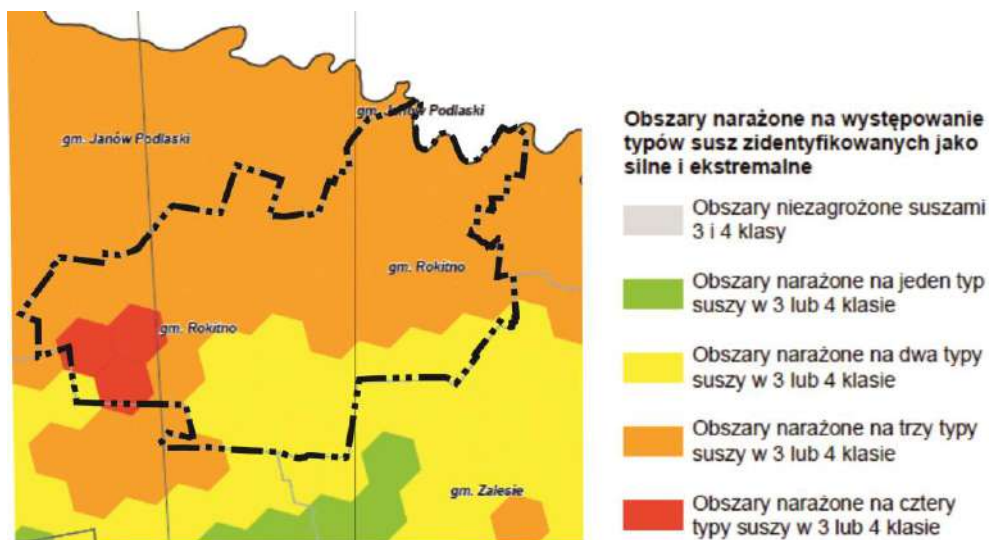 gm. Janów Podlaski
gm. Janów Podlaski
gm. Rokitno
gm. Rokitno
gm. Zalesie
Obszary narażone na występowanie
typów susz zidentyfikowanych jako
silne i ekstremalne
Obszary niezagrożone suszami
3 i 4 klasy
Obszary narażone na jeden typ
suszy w 3 lub 4 klasie
Obszary narażone na dwa typy
suszy w 3 lub 4 klasie
Obszary narażone na trzy typy
suszy w 3 lub 4 klasie
Obszary narażone na cztery
typy suszy w 3 lub 4 klasie